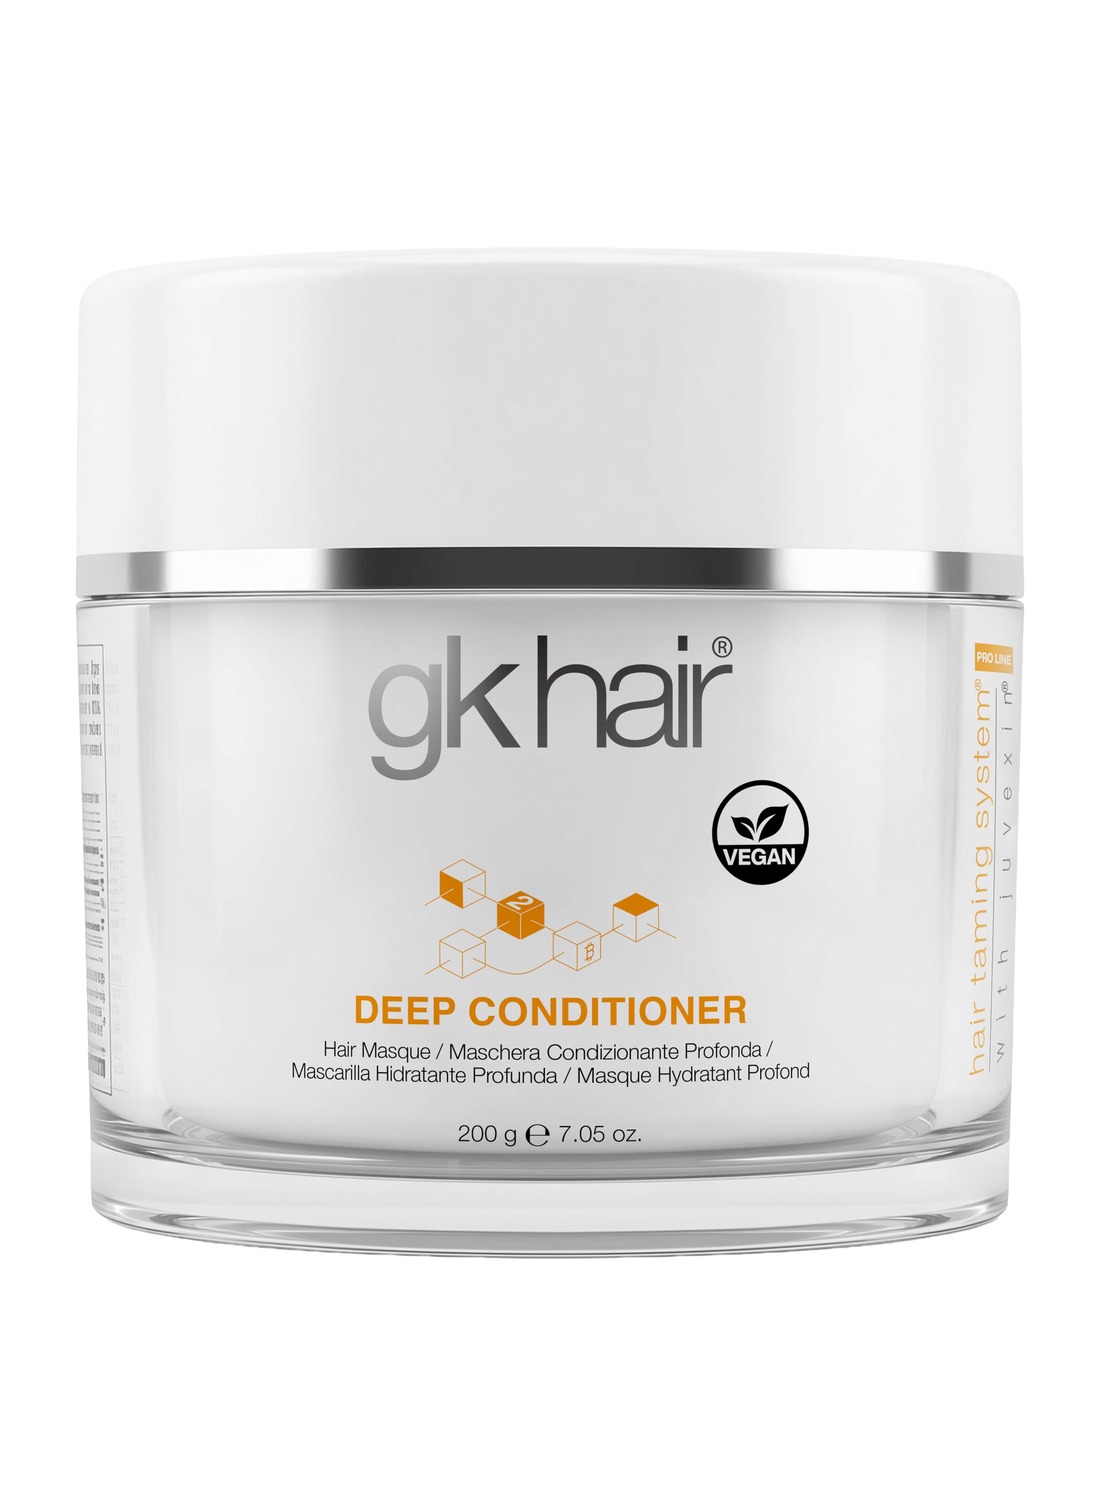 gkhair®
VEGAN
2
DEEP CONDITIONER
Hair Masque / Maschera Condizionante Profonda /
Mascarilla Hidratante Profunda / Masque Hydratant Profond
200 g ℮ 7.05 oz.
PRO LINE
hair taming system®
with juvexin®